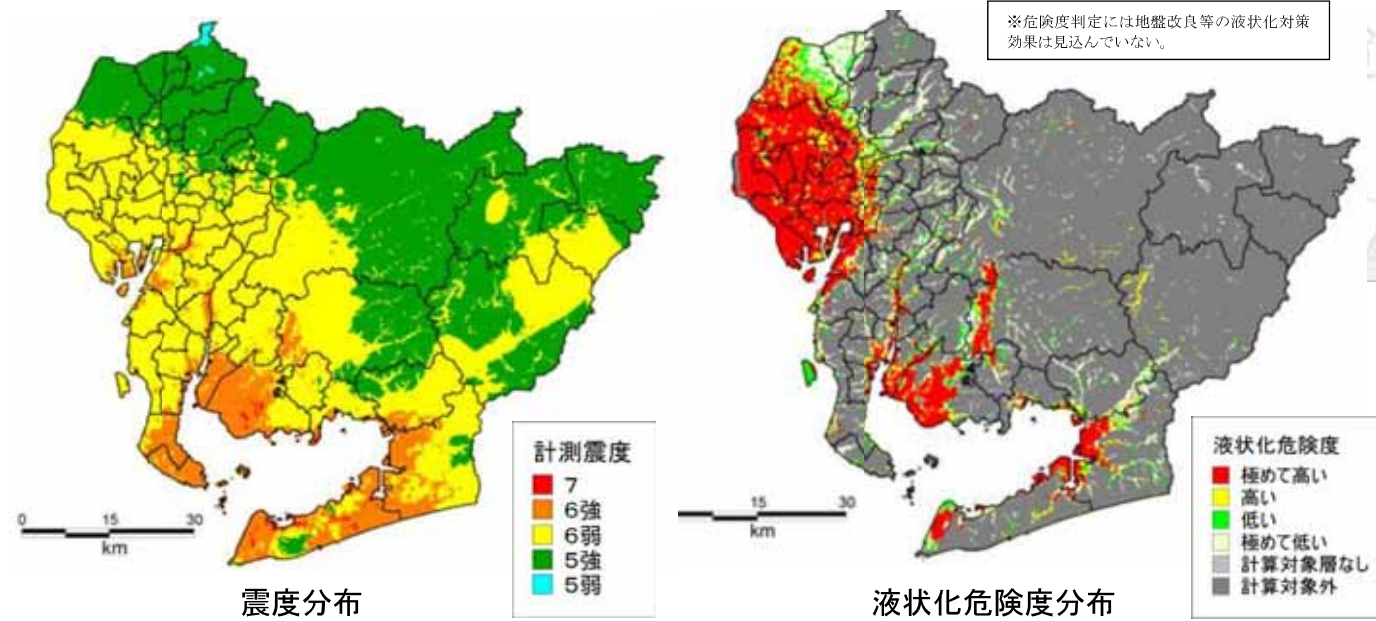 ※危険度判定には地盤改良等の液状化対策
効果は見込んでいない。
計測震度
7
6強
6弱
5強
5弱
0 15 30
km
震度分布
液状化危険度
極めて高い
高い
低い
極めて低い
計算対象層なし
計算対象外
15 30
km
液状化危険度分布